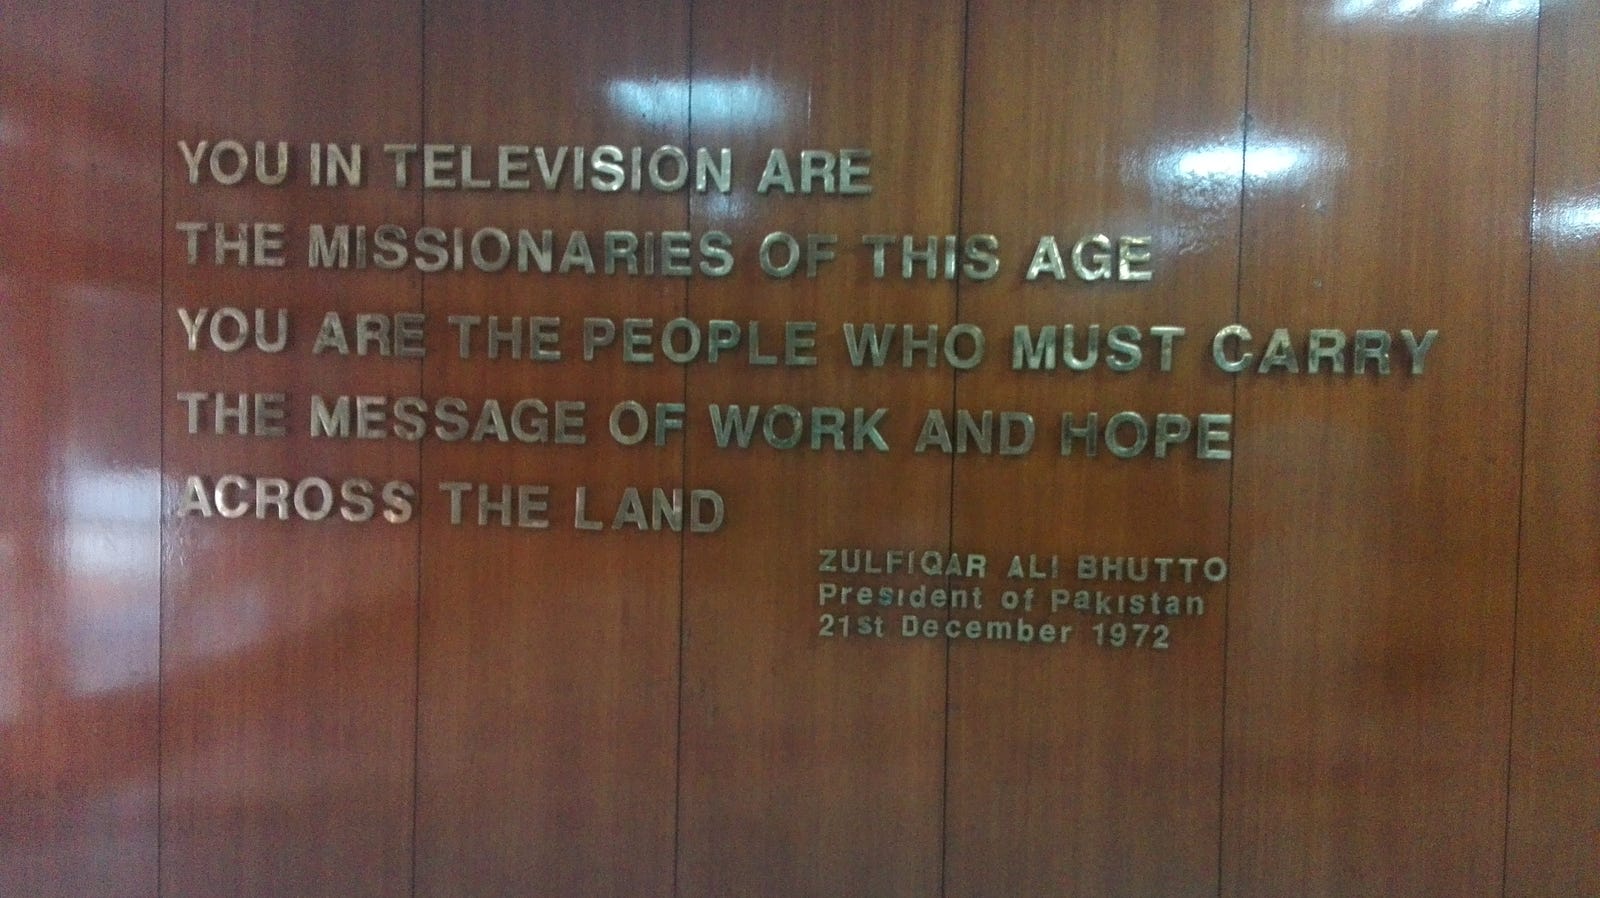 YOU IN TELEVISION ARE
THE MISSIONARIES OF THIS AGE
YOU ARE THE PEOPLE WHO MUST CARRY
THE MESSAGE OF WORK AND HOPE
ACROSS THE LAND
ZULFIQAR ALI BHUTTO
President of Pakistan
21st December 1972